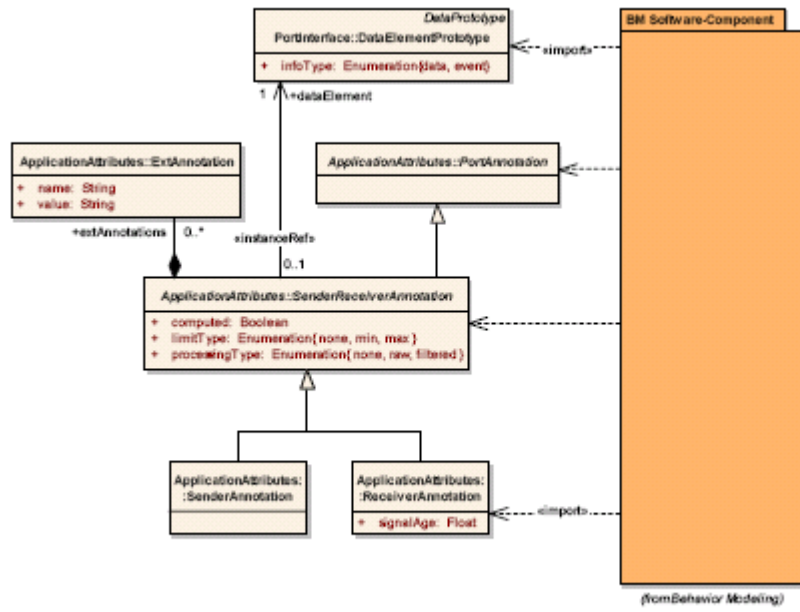 DataPrototype
PortInterface::DataElementPrototype
+ infoType: Enumeration{data, event}
BM Software-Component
«import»
1 +dataElement
ApplicationAttributes::ExtAnnotation
+ name: String
+ value: String
ApplicationAttributes::PortAnnotation
+extAnnotations 0..*
«instanceRef»
0..1
ApplicationAttributes::SenderReceiverAnnotation
+ computed: Boolean
+ limitType: Enumeration{none, min, max}
+ processingType: Enumeration{none, raw, filtered}
ApplicationAttributes:
:SenderAnnotation
ApplicationAttributes:
:ReceiverAnnotation
+ signalAge: Float
«import»
(from Behavior Modeling)